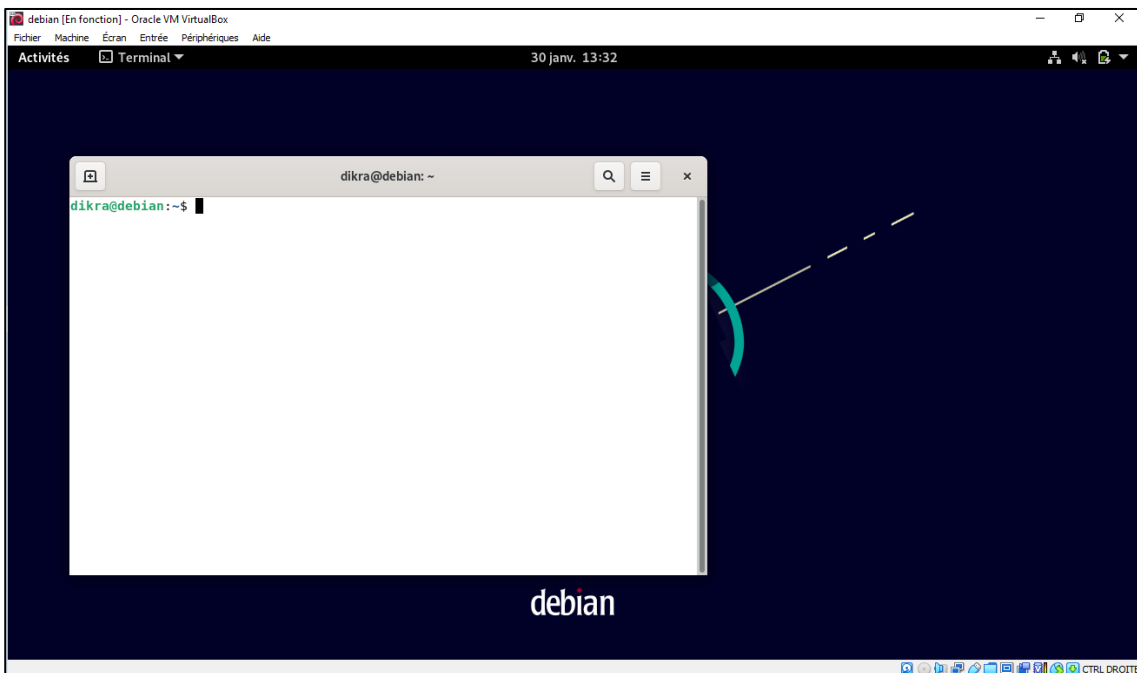 debian [En fonction] - Oracle VM VirtualBox
Fichier Machine Écran Entrée Périphériques Aide
Activités Terminal 30 janv. 13:32
dikra@debian: ~
dikra@debian:~$
debian
CTRL DROITE